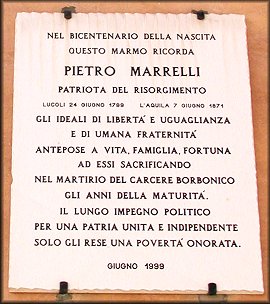 NEL BICENTENARIO DELLA NASCITA
QUESTO MARMO RICORDA
PIETRO MARRELLI
PATRIOTA DEL RISORGIMENTO
LUCOLI 24 GIUGNO 1799 L'AQUILA 7 GIUGNO 1871
GLI IDEALI DI LIBERTÀ E UGUAGLIANZA
E DI UMANA FRATERNITÀ
ANTEPOSE A VITA, FAMIGLIA, FORTUNA
AD ESSI SACRIFICANDO
NEL MARTIRIO DEL CARCERE BORBONICO
GLI ANNI DELLA MATURITÀ.
IL LUNGO IMPEGNO POLITICO
PER UNA PATRIA UNITA E INDIPENDENTE
SOLO GLI RESE UNA POVERTÀ ONORATA.
GIUGNO 1999